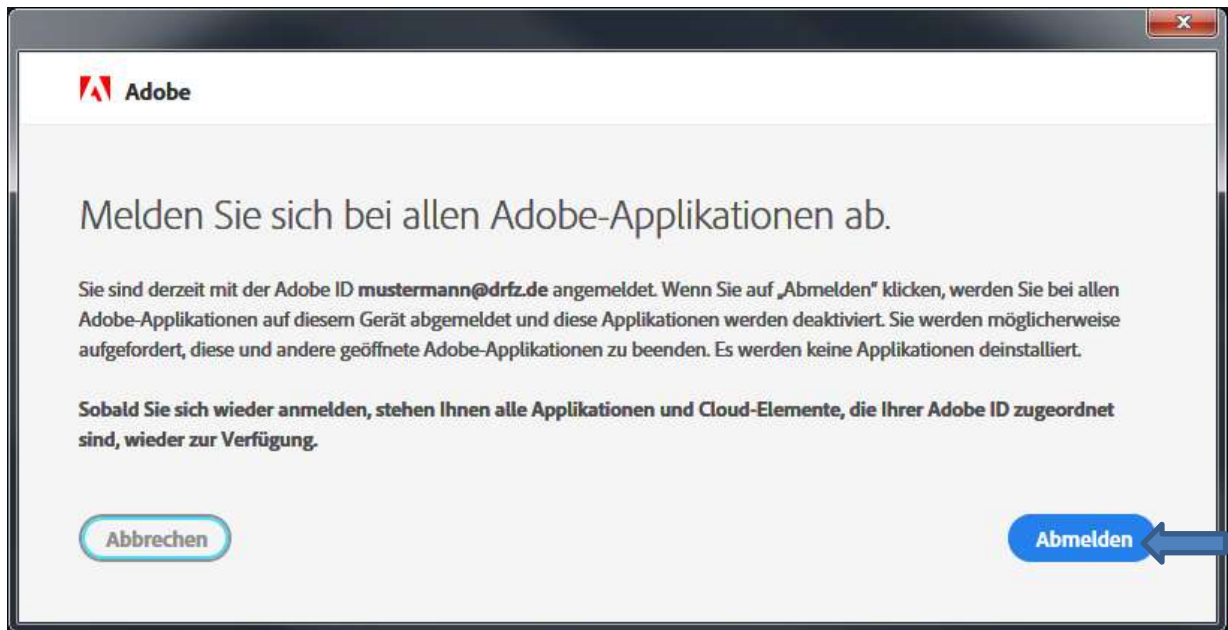 Adobe
Melden Sie sich bei allen Adobe-Applikationen ab.
Sie sind derzeit mit der Adobe ID mustermann@drfz.de angemeldet. Wenn Sie auf „Abmelden" klicken, werden Sie bei allen
Adobe-Applikationen auf diesem Gerät abgemeldet und diese Applikationen werden deaktiviert. Sie werden möglicherweise
aufgefordert, diese und andere geöffnete Adobe-Applikationen zu beenden. Es werden keine Applikationen deinstalliert.
Sobald Sie sich wieder anmelden, stehen Ihnen alle Applikationen und Cloud-Elemente, die Ihrer Adobe ID zugeordnet
sind, wieder zur Verfügung.
Abbrechen Abmelden